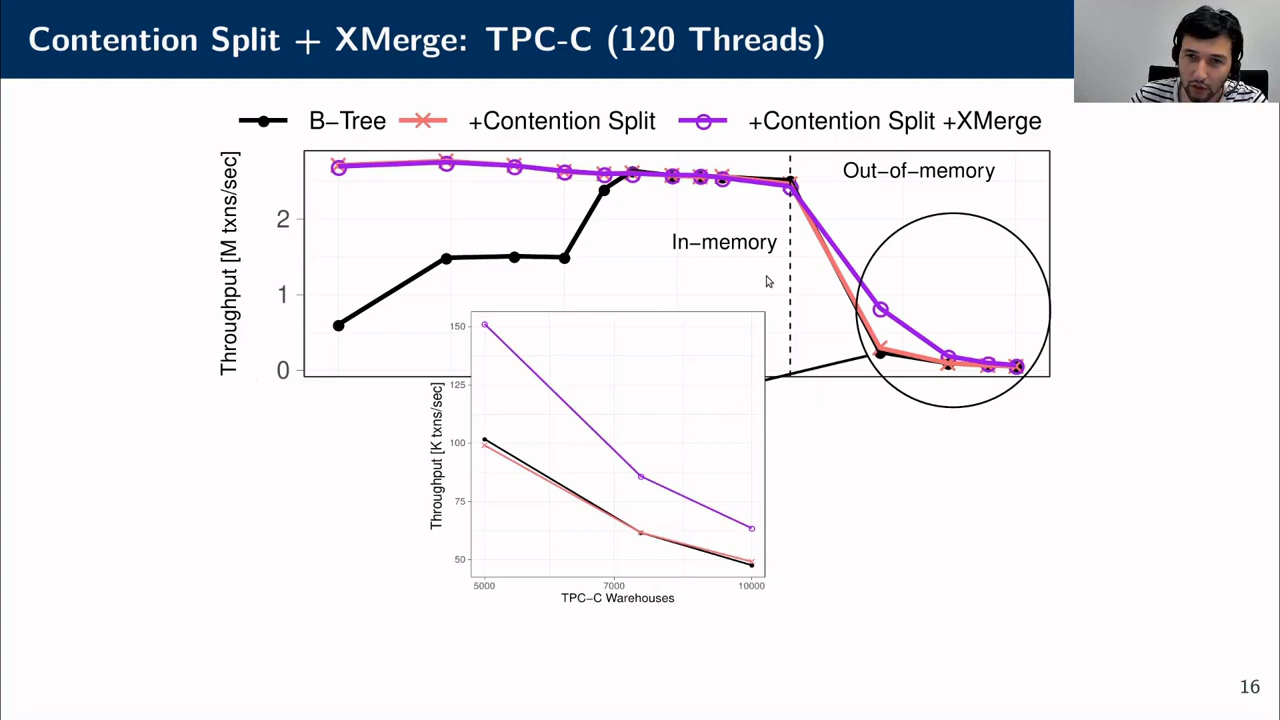 Contention Split + XMerge: TPC-C (120 Threads)
B−Tree +Contention Split +Contention Split +XMerge
Throughput [M txns/sec]
2
1
0
Out−of−memory
In−memory
Throughput [K txns/sec]
150
125
100
75
50
5000 7000 10000
TPC−C Warehouses
16